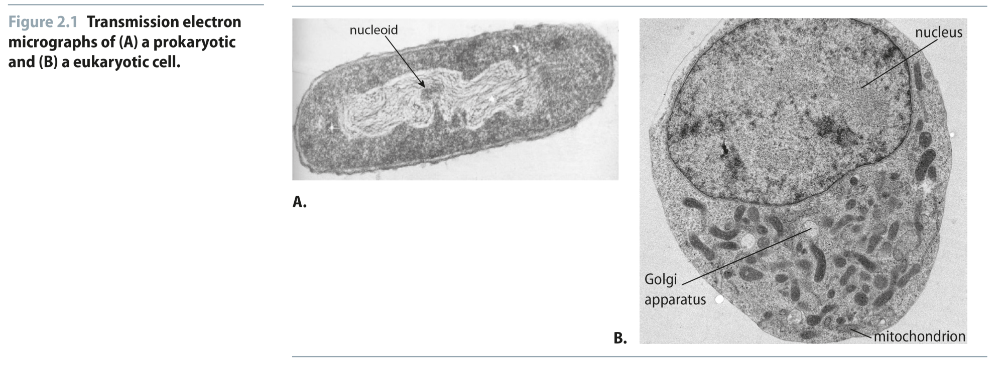 Figure 2.1 Transmission electron
micrographs of (A) a prokaryotic
and (B) a eukaryotic cell.
nucleoid
A.
nucleus
Golgi
apparatus
mitochondrion
B.